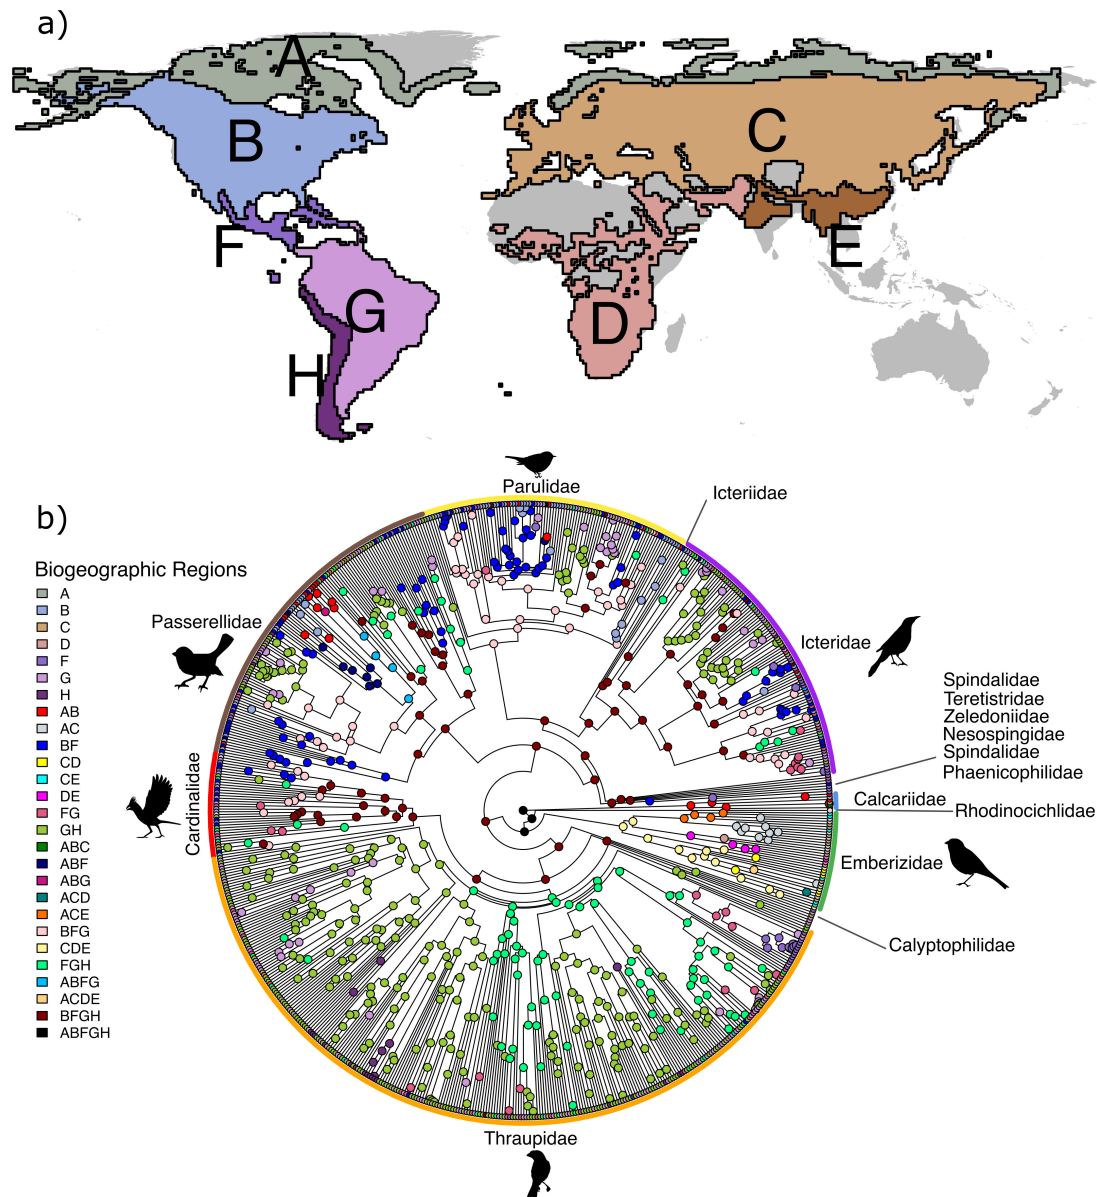 a)
A
B
C
F
E
G
D
H
b)
Parulidae
Icteriidae
Biogeographic Regions
A
B
C
D
F
G
H
AB
AC
BF
CD
CE
DE
FG
GH
ABC
ABF
ABG
ACD
ACE
BFG
CDE
FGH
ABFG
ACDE
BFGH
ABFGH
Passerellidae
Icteridae
Spindalidae
Teretistridae
Zeledoniidae
Nesospingidae
Spindalidae
Phaenicophilidae
Cardinalidae
Calcariidae
Rhodinocichlidae
Emberizidae
Calyptophilidae
Thraupidae